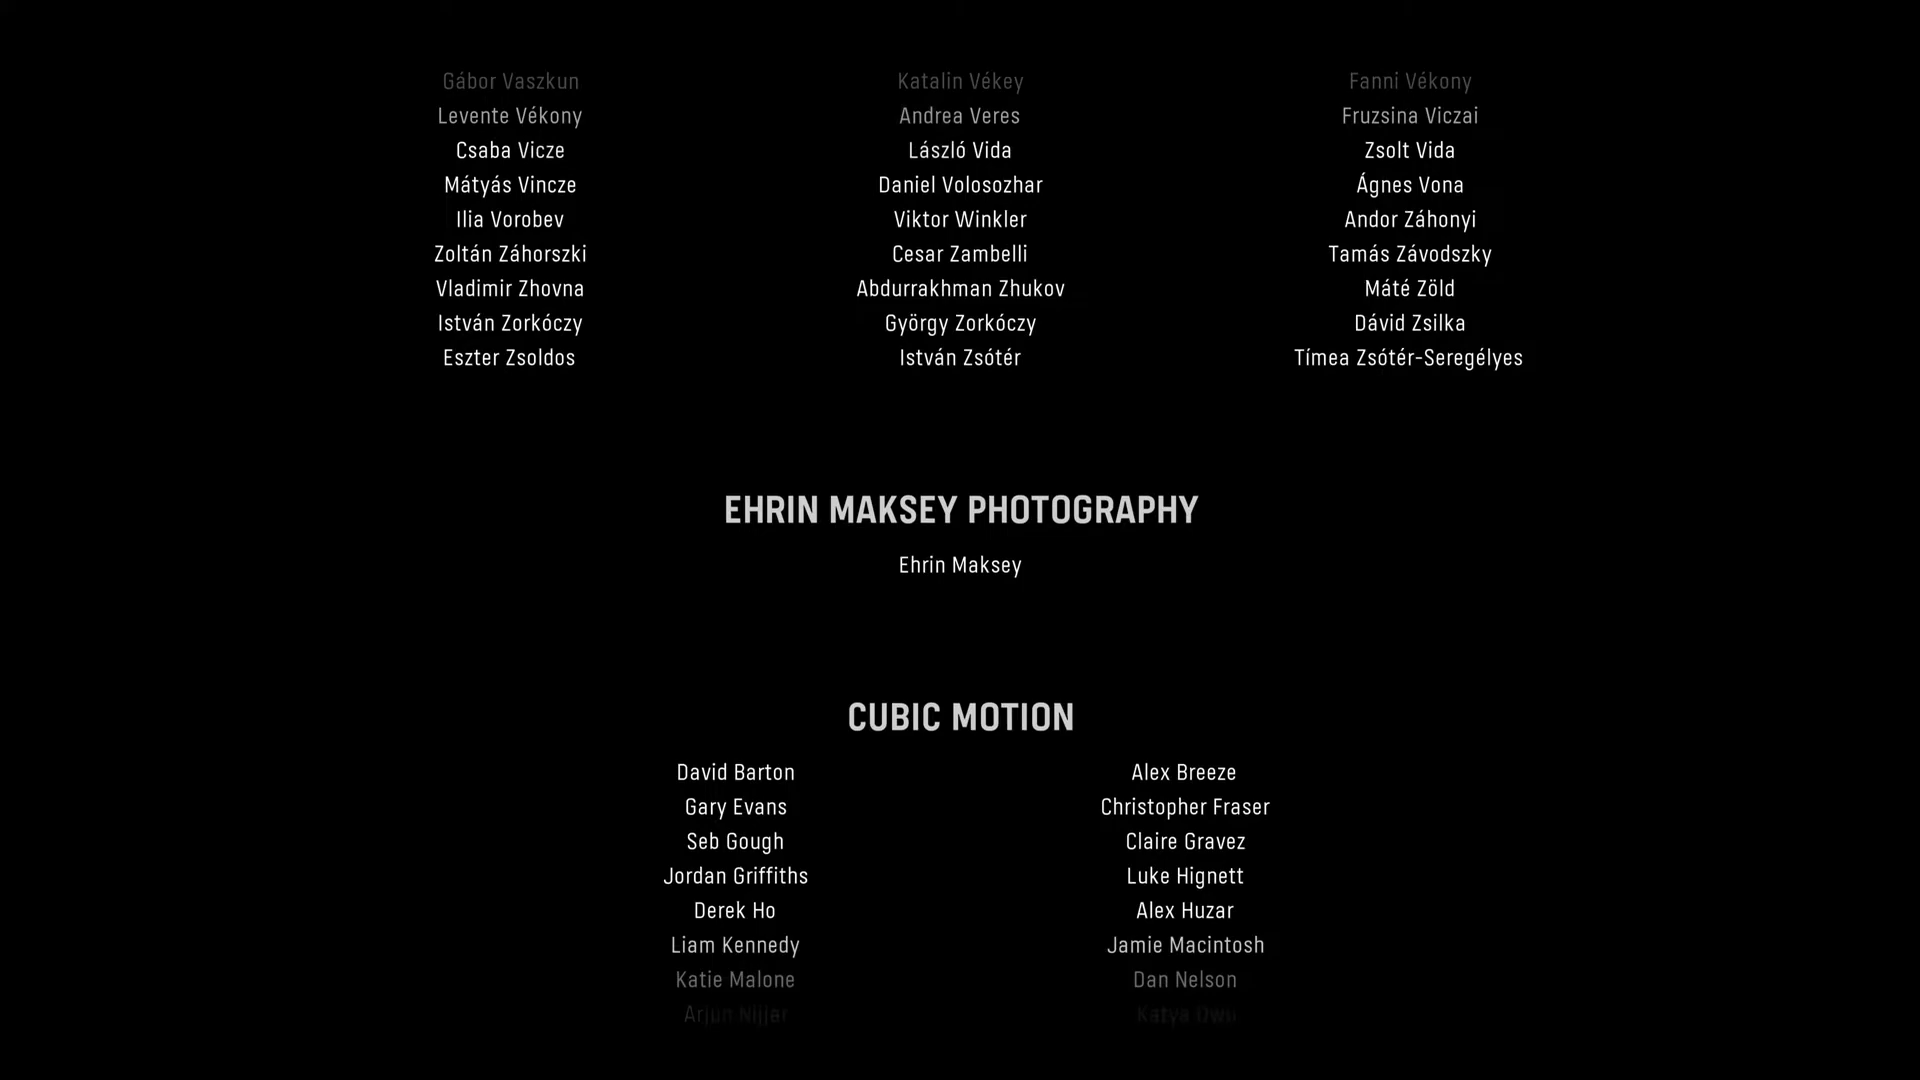 Gábor Vaszkun Katalin Vékey Fanni Vékony
Levente Vékony Andrea Veres Fruzsina Viczai
Csaba Vicze László Vida Zsolt Vida
Mátyás Vincze Daniel Volosozhar Ágnes Vona
Ilia Vorobev Viktor Winkler Andor Záhonyi
Zoltán Záhorszki Cesar Zambelli Tamás Závodszky
Vladimir Zhovna Abdurrakhman Zhukov Máté Zöld
István Zorkóczy György Zorkóczy Dávid Zsilka
Eszter Zsoldos István Zsótér Tímea Zsótér-Seregélyes
EHRIN MAKSEY PHOTOGRAPHY
Ehrin Maksey
CUBIC MOTION
David Barton Alex Breeze
Gary Evans Christopher Fraser
Seb Gough Claire Gravez
Jordan Griffiths Luke Hignett
Derek Ho Alex Huzar
Liam Kennedy Jamie Macintosh
Katie Malone Dan Nelson
Arjun Nijjar Katya